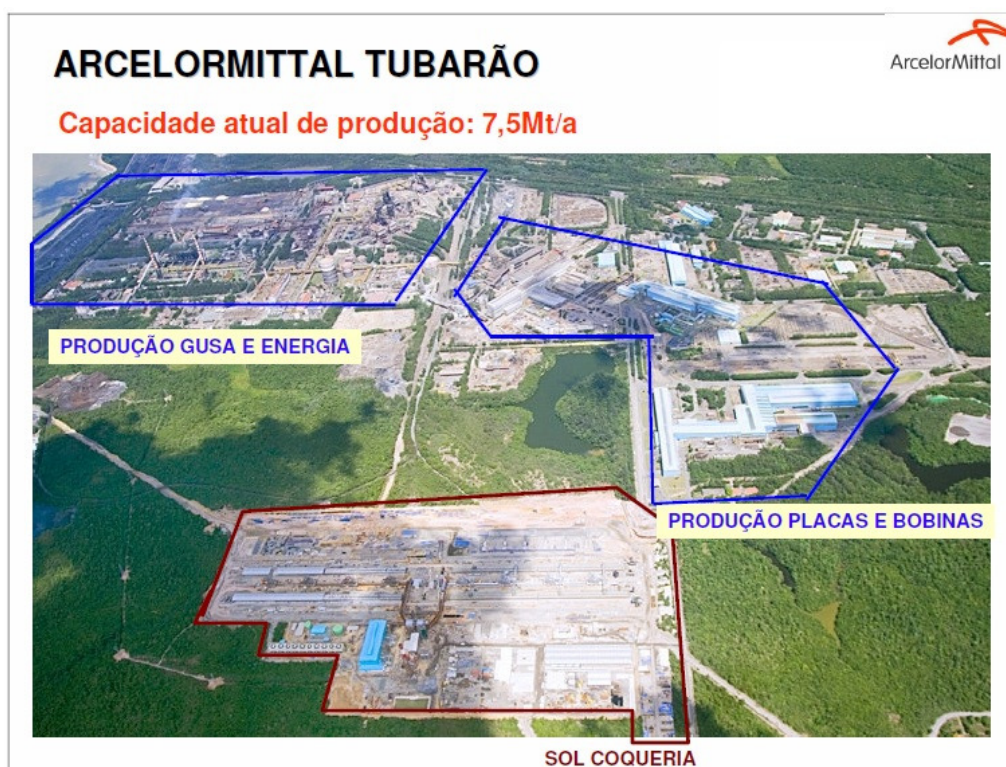 ARCELORMITTAL TUBARÃO
ArcelorMittal
Capacidade atual de produção: 7,5Mt/a
PRODUÇÃO GUSA E ENERGIA
PRODUÇÃO PLACAS E BOBINAS
SOL COQUERIA